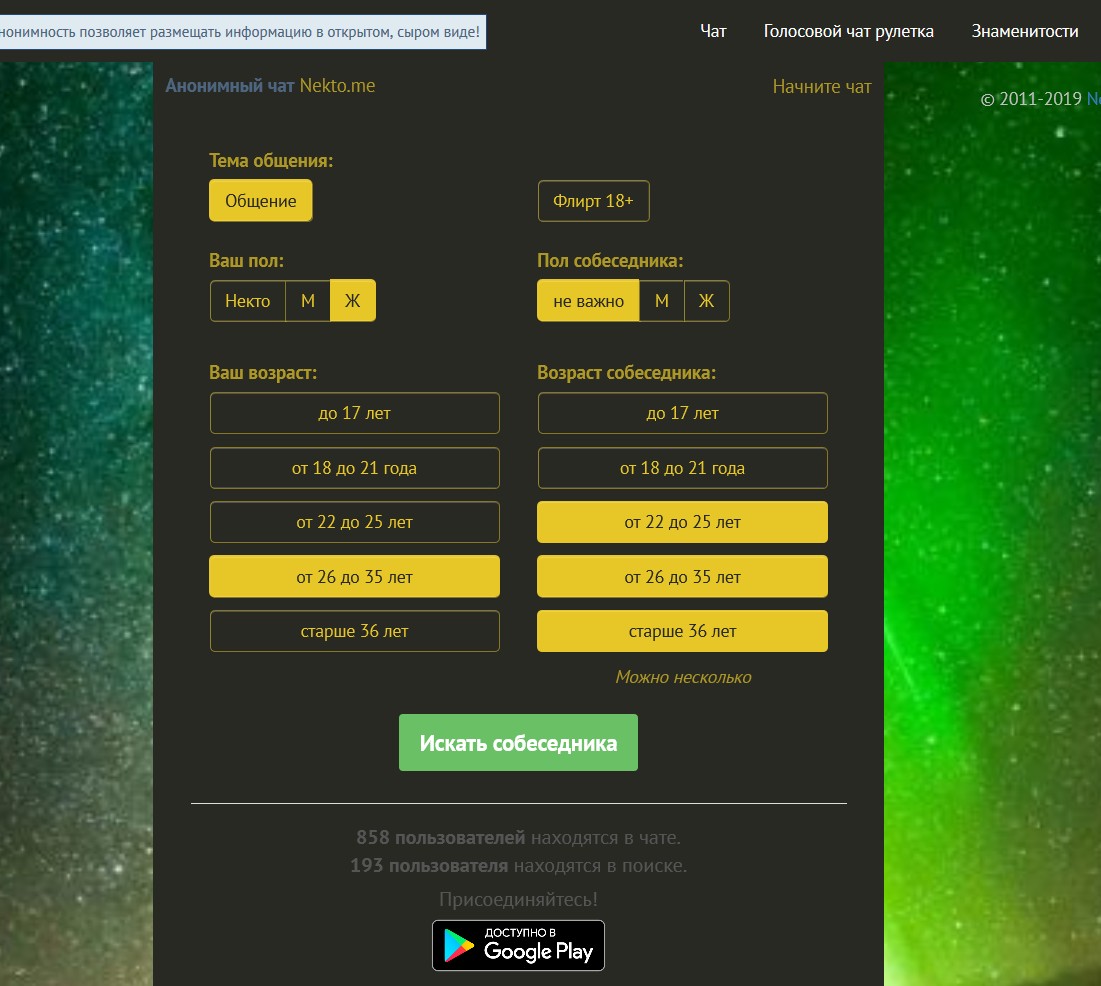 позволяет размещать информацию в открытом, сыром виде!
Чат
Голосовой чат рулетка
Знаменитости
Анонимный чат Nekto.me
Начните чат
© 2011-2019
Тема общения:
Общение
Флирт 18+
Ваш пол:
Пол собеседника:
Некто М Ж
не важно М Ж
Ваш возраст:
Возраст собеседника:
до 17 лет
до 17 лет
от 18 до 21 года
от 18 до 21 года
от 22 до 25 лет
от 22 до 25 лет
от 26 до 35 лет
от 26 до 35 лет
старше 36 лет
старше 36 лет
Можно несколько
Искать собеседника
858 пользователей находятся в чате.
193 пользователя находятся в поиске.
Присоединяйтесь!
ДОСТУПНО В
Google Play